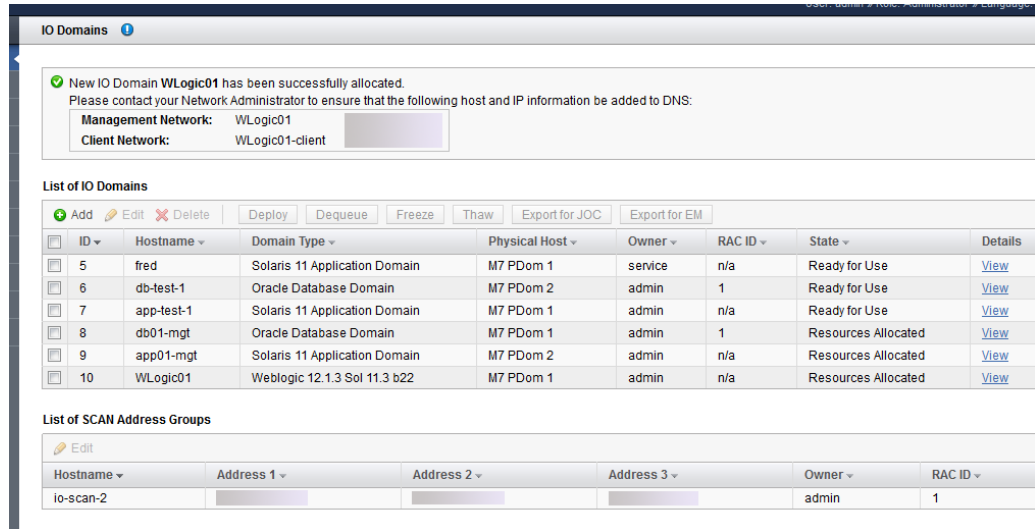 User: admin » Role: Administrator » Language:
IO Domains
New IO Domain WLogic01 has been successfully allocated.
Please contact your Network Administrator to ensure that the following host and IP information be added to DNS:
Management Network: WLogic01
Client Network: WLogic01-client
List of IO Domains
Add Edit Delete Deploy Dequeue Freeze Thaw Export for JOC Export for EM
ID Hostname Domain Type Physical Host Owner RAC ID State Details
5 fred Solaris 11 Application Domain M7 PDom 1 service n/a Ready for Use View
6 db-test-1 Oracle Database Domain M7 PDom 2 admin 1 Ready for Use View
7 app-test-1 Solaris 11 Application Domain M7 PDom 1 admin n/a Ready for Use View
8 db01-mgt Oracle Database Domain M7 PDom 1 admin 1 Resources Allocated View
9 app01-mgt Solaris 11 Application Domain M7 PDom 2 admin n/a Resources Allocated View
10 WLogic01 Weblogic 12.1.3 Sol 11.3 b22 M7 PDom 1 admin n/a Resources Allocated View
List of SCAN Address Groups
Edit
Hostname Address 1 Address 2 Address 3 Owner RAC ID
io-scan-2 admin 1